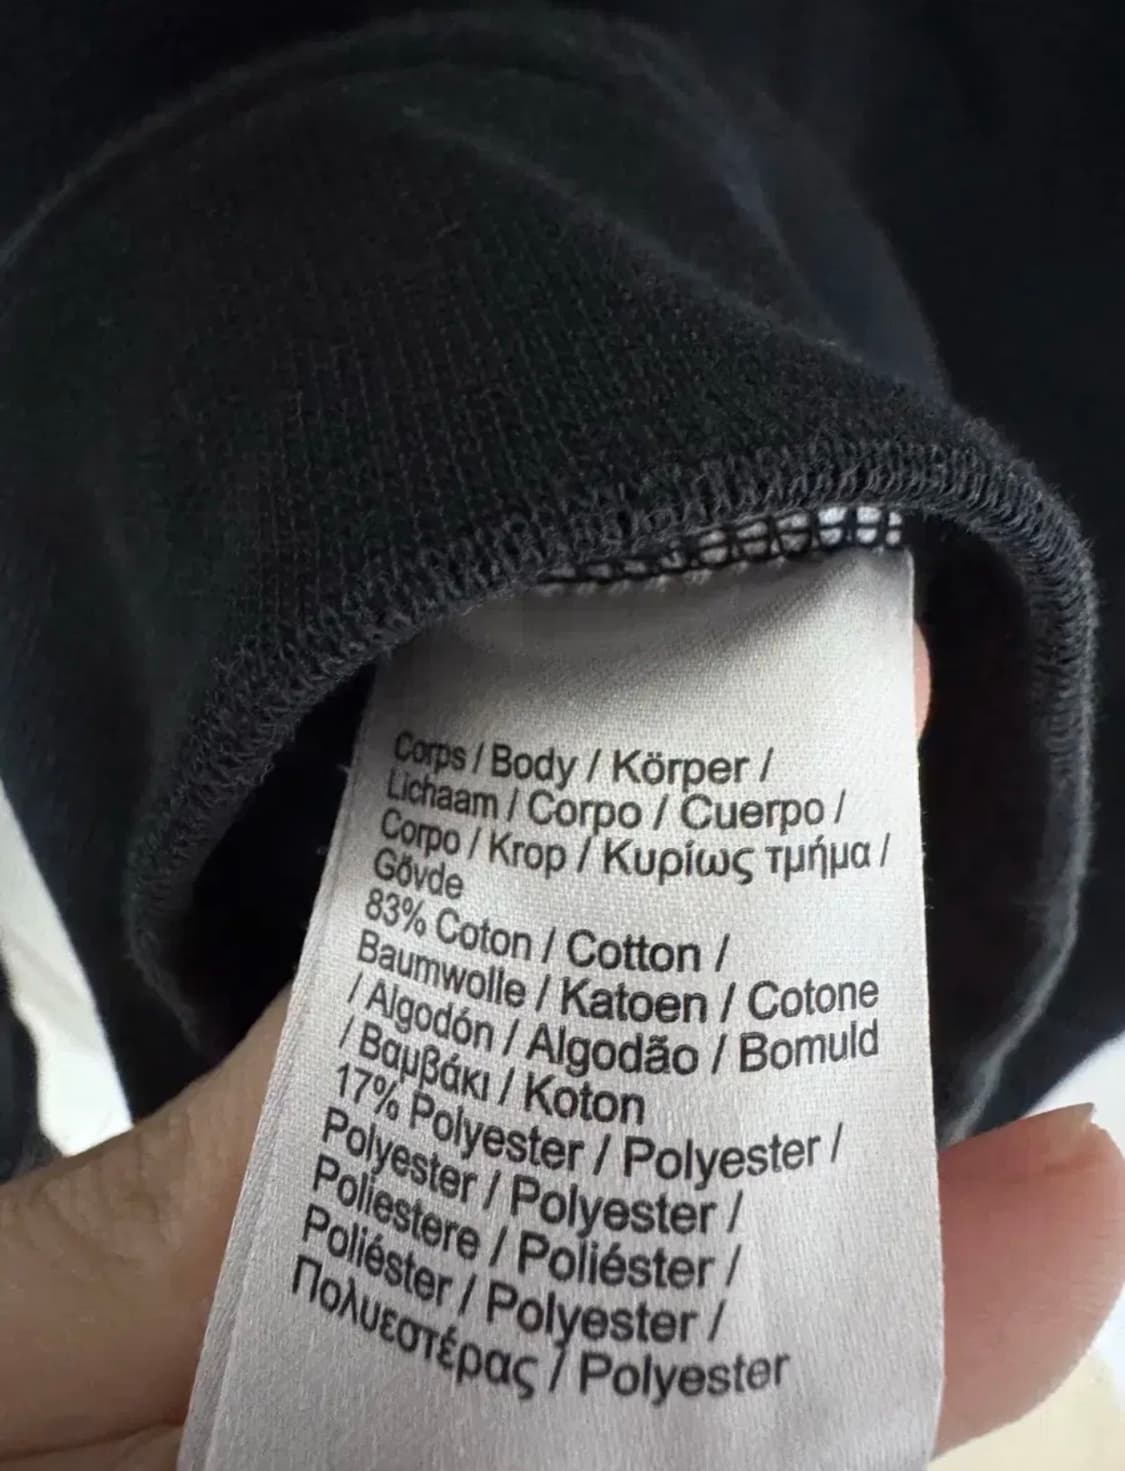 Corps / Body / Körper /
Lichaam / Corpo / Cuerpo /
Corpo / Krop / Κυρίως τμήμα /
Gövde
83% Coton / Cotton /
Baumwolle / Katoen / Cotone
/ Algodón / Algodão / Bomuld
/ Βαμβάκι / Koton
17% Polyester / Polyester /
Polyester / Polyester /
Poliestere / Poliéster /
Poliéster / Polyester /
Πολυεστέρας / Polyester